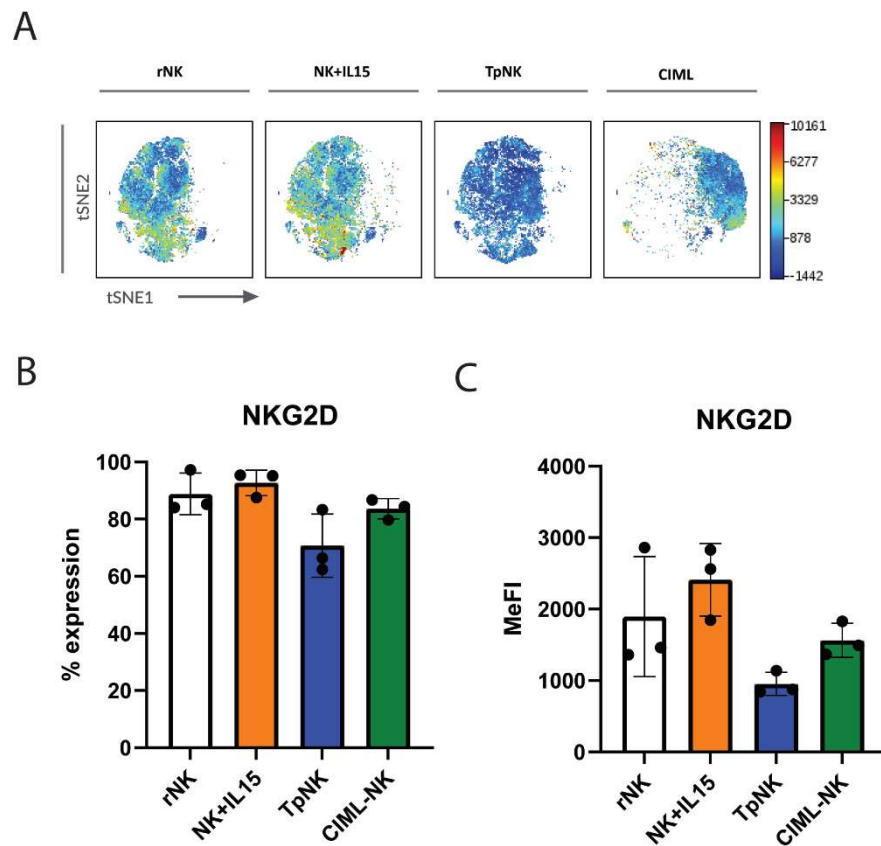 A
rNK NK+IL15 TpNK CIML
tSNE2
10161
6277
3329
878
-1442
tSNE1
B
NKG2D
% expression
100
80
60
40
20
0
rNK NK+IL15 TpNK CIML-NK
C
NKG2D
MeFI
4000
3000
2000
1000
0
rNK NK+IL15 TpNK CIML-NK